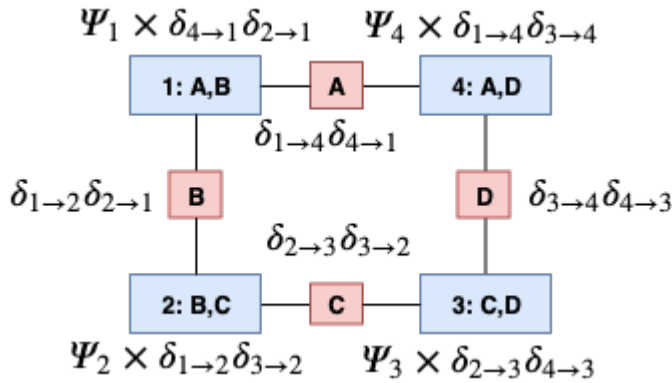 Ψ₁ × δ₄→₁δ₂→₁ Ψ₄ × δ₁→₄δ₃→₄
1: A,B A 4: A,D
δ₁→₄δ₄→₁
δ₁→₂δ₂→₁ B D δ₃→₄δ₄→₃
δ₂→₃δ₃→₂
2: B,C C 3: C,D
Ψ₂ × δ₁→₂δ₃→₂ Ψ₃ × δ₂→₃δ₄→₃